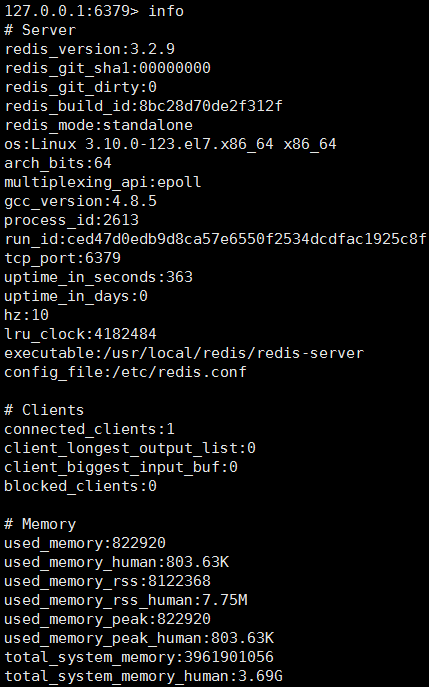 127.0.0.1:6379> info
# Server
redis_version:3.2.9
redis_git_sha1:00000000
redis_git_dirty:0
redis_build_id:8bc28d70de2f312f
redis_mode:standalone
os:Linux 3.10.0-123.el7.x86_64 x86_64
arch_bits:64
multiplexing_api:epoll
gcc_version:4.8.5
process_id:2613
run_id:ced47d0edb9d8ca57e6550f2534dcdfac1925c8f
tcp_port:6379
uptime_in_seconds:363
uptime_in_days:0
hz:10
lru_clock:4182484
executable:/usr/local/redis/redis-server
config_file:/etc/redis.conf
# Clients
connected_clients:1
client_longest_output_list:0
client_biggest_input_buf:0
blocked_clients:0
# Memory
used_memory:822920
used_memory_human:803.63K
used_memory_rss:8122368
used_memory_rss_human:7.75M
used_memory_peak:822920
used_memory_peak_human:803.63K
total_system_memory:3961901056
total_system_memory_human:3.69G